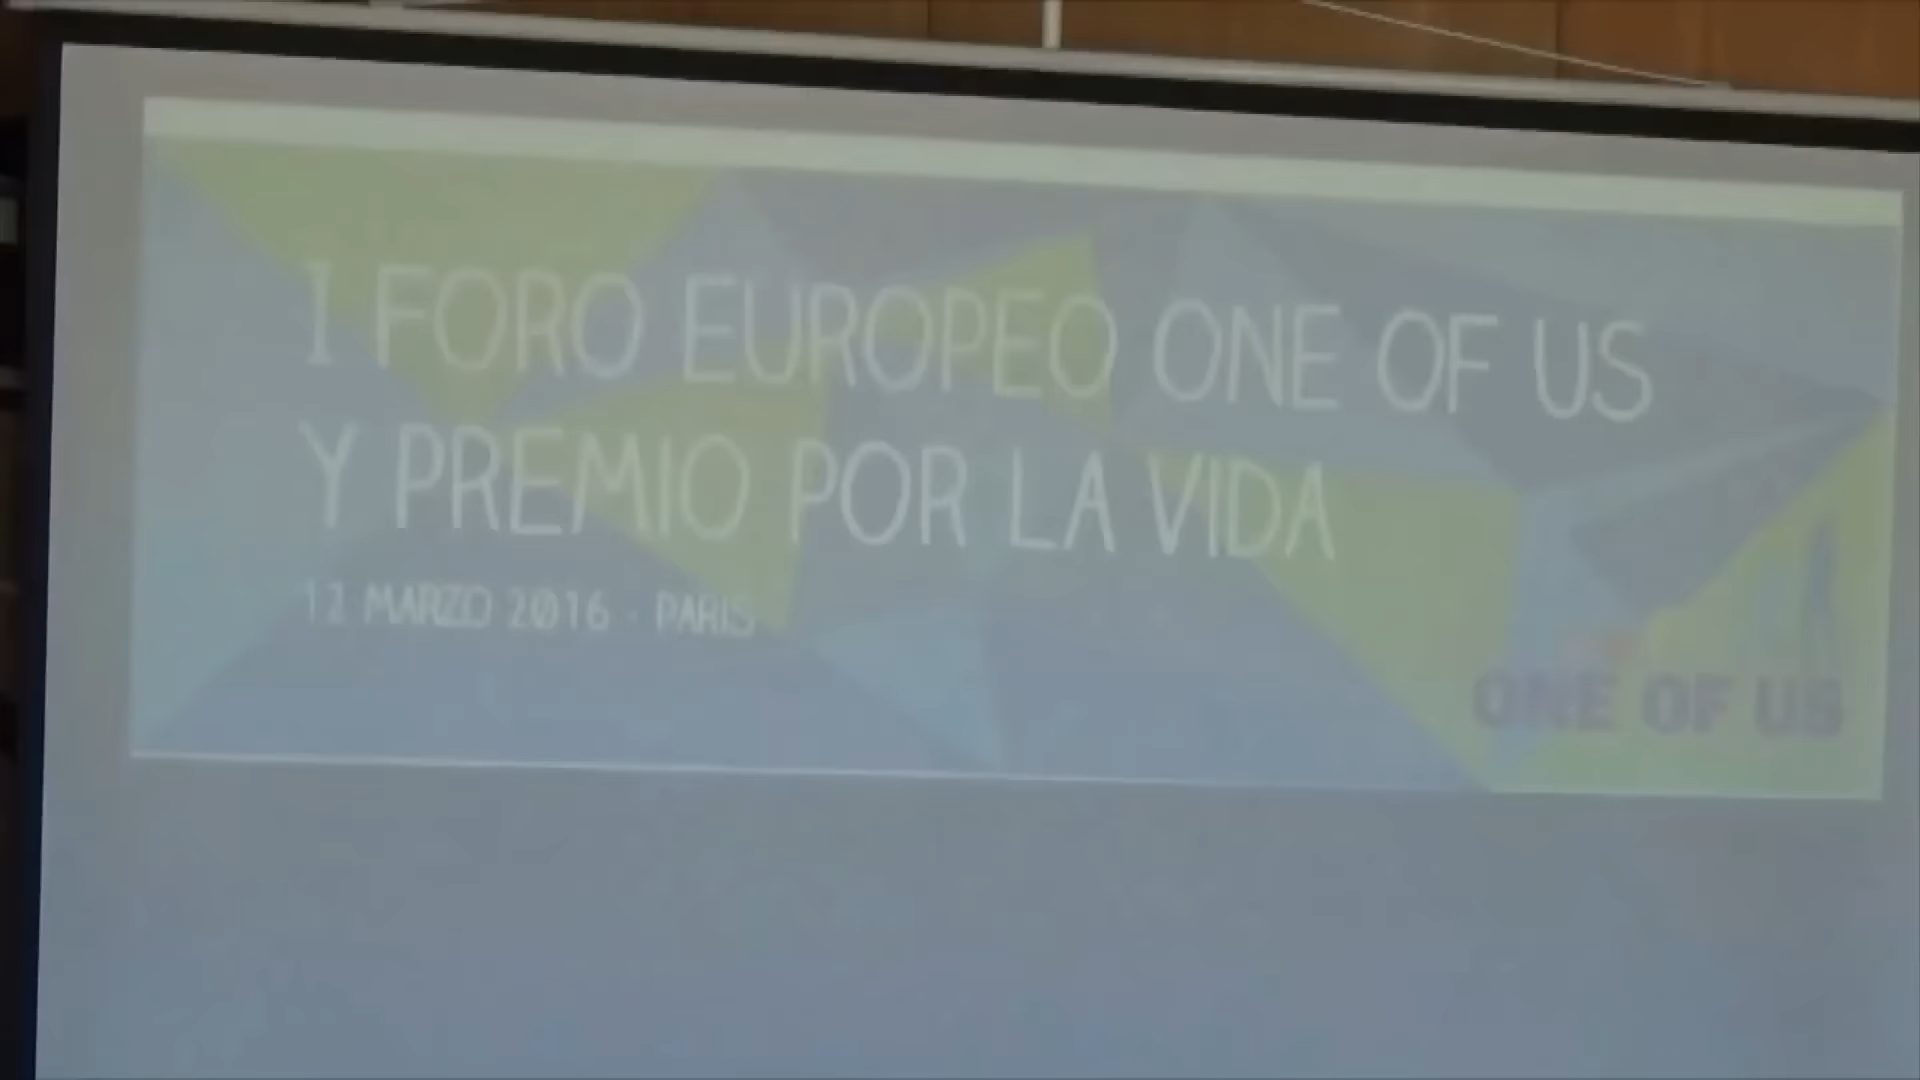 I FORO EUROPEO ONE OF US
Y PREMIO POR LA VIDA
12 MARZO 2016 - PARIS
ONE OF US